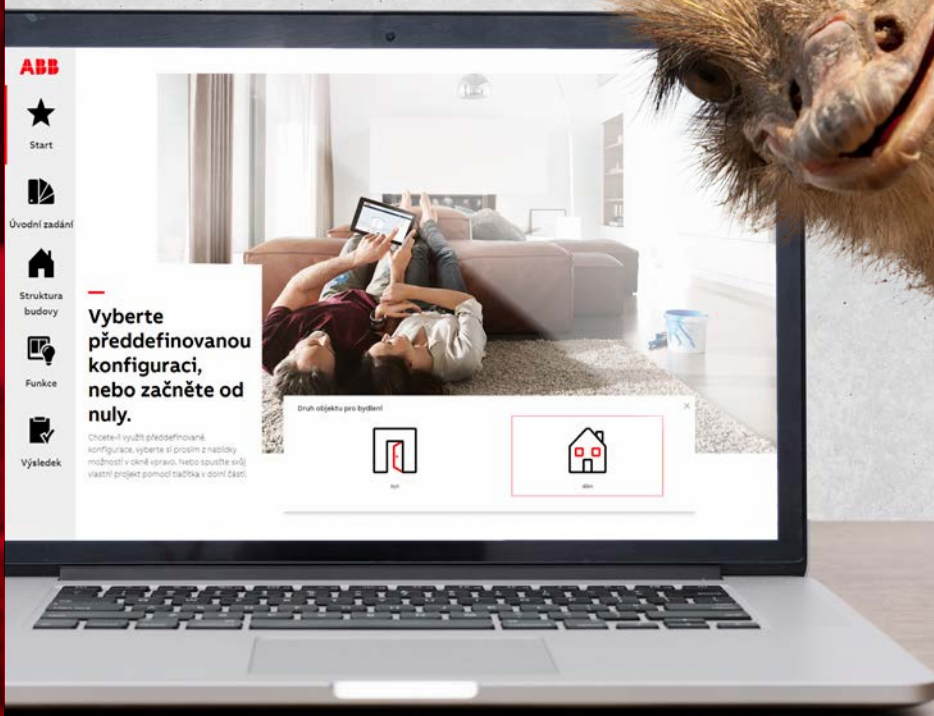 ABB
Start
Úvodní zadání
Struktura
budovy
Funkce
Výsledek
Vyberte
předdefinovanou
konfiguraci,
nebo začněte od
nuly.
Chcete-li využít předdefinované
konfigurace, vyberte si prosím z nabídky
možností v okně vpravo. Nebo spusťte svůj
vlastní projekt pomocí tlačítka v dolní části.
Druh objektu pro bydlení
byt
dům